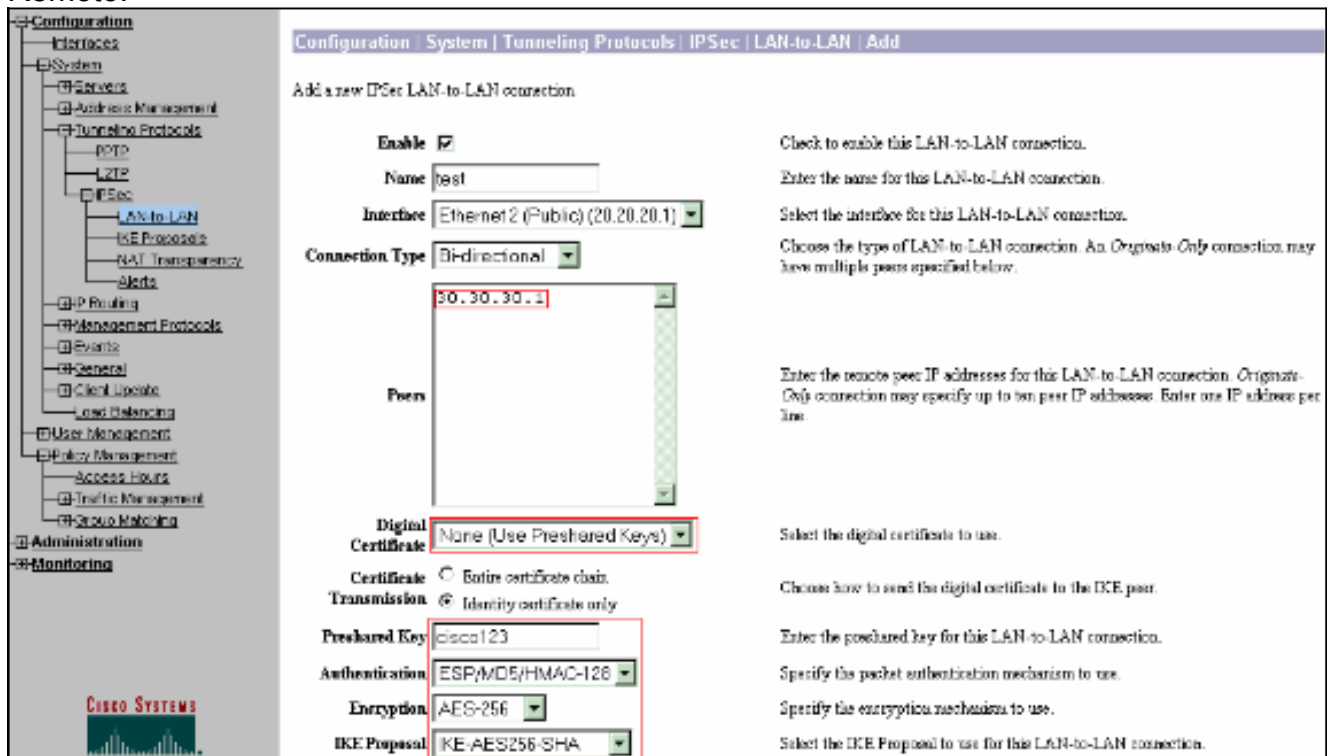 Configuration
Interfaces
System
Servers
Address Management
Tunneling Protocols
PPTP
L2TP
IPSec
LAN-to-LAN
IKE Proposals
NAT Transparency
Alerts
IP Routing
Management Protocols
Events
General
Client Update
Load Balancing
User Management
Policy Management
Access Hours
Traffic Management
Group Matching
Administration
Monitoring
CISCO SYSTEMS
Configuration | System | Tunneling Protocols | IPSec | LAN-to-LAN | Add
Add a new IPSec LAN-to-LAN connection.
Enable
Check to enable this LAN-to-LAN connection.
Name test
Enter the name for this LAN-to-LAN connection.
Interface Ethernet 2 (Public) (20.20.20.1)
Select the interface for this LAN-to-LAN connection.
Connection Type Bi-directional
Choose the type of LAN-to-LAN connection. An Originate-Only connection may
have multiple peers specified below.
30.30.30.1
Peers
Enter the remote peer IP addresses for this LAN-to-LAN connection. Originate-
Only connection may specify up to ten peer IP addresses. Enter one IP address per
line.
Digital
Certificate
None (Use Preshared Keys)
Select the digital certificate to use.
Certificate
Transmission
Entire certificate chain
Identity certificate only
Choose how to send the digital certificate to the IKE peer.
Preshared Key cisco123
Enter the preshared key for this LAN-to-LAN connection.
Authentication ESP/MD5/HMAC-128
Specify the packet authentication mechanism to use.
Encryption AES-256
Specify the encryption mechanism to use.
IKE Proposal IKE-AES256-SHA
Select the IKE Proposal to use for this LAN-to-LAN connection.